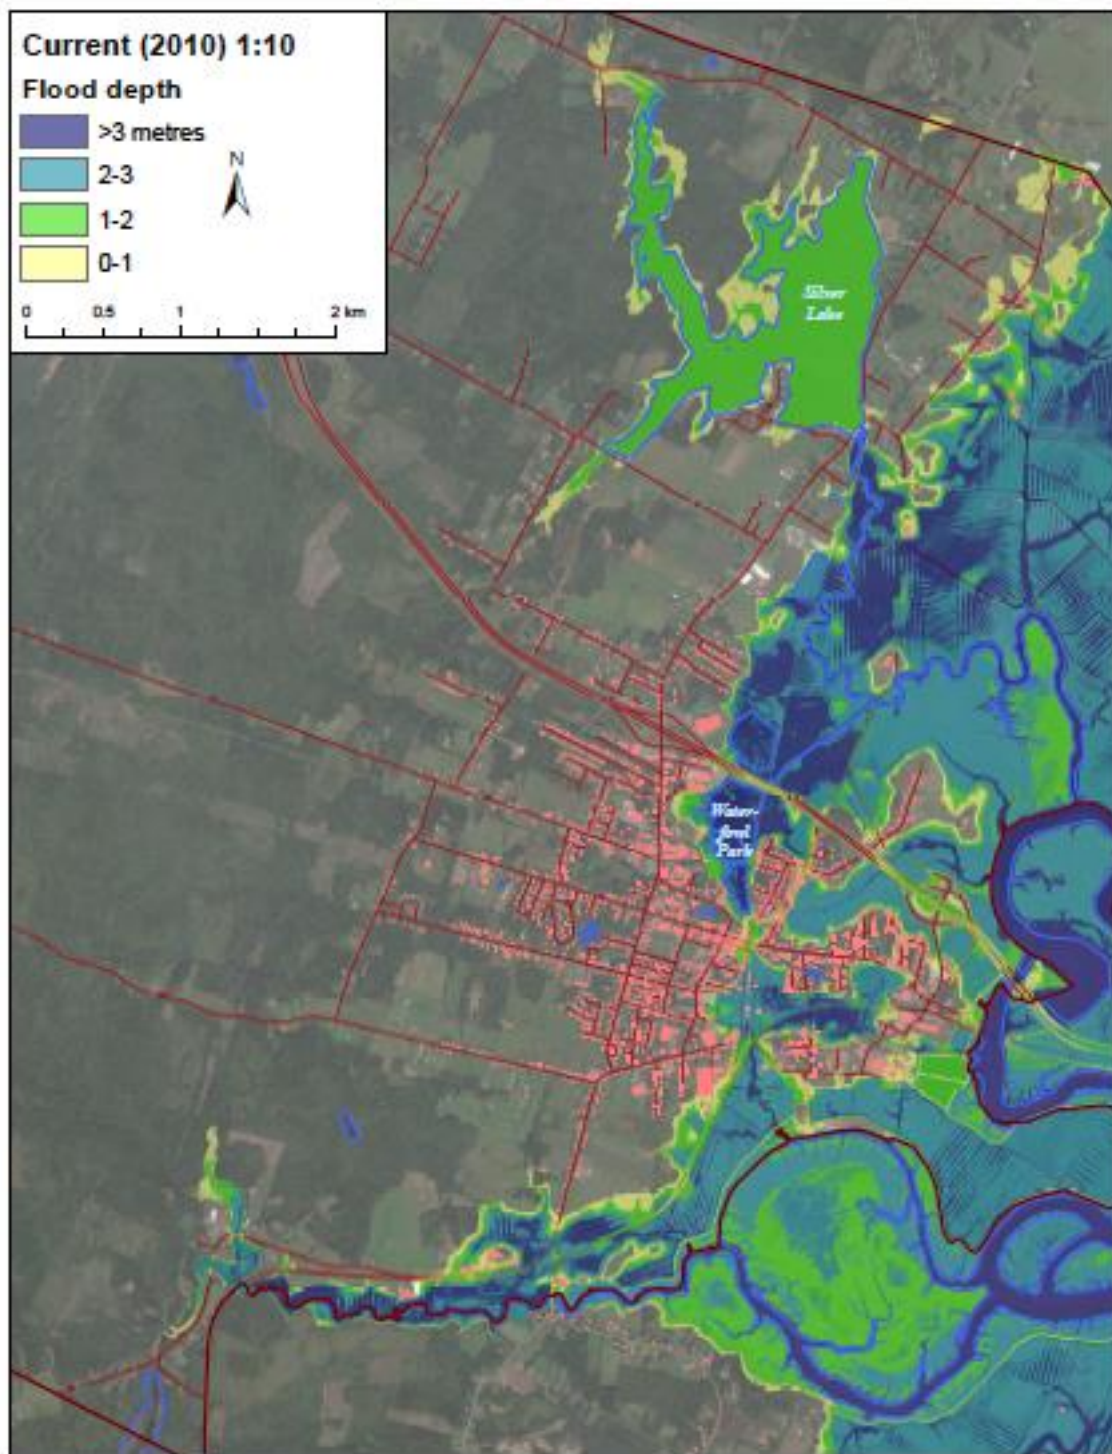 Current (2010) 1:10
Flood depth
>3 metres
2-3
1-2
0-1
N
0 0.5 1 2 km
Silver
Lake
Water-
fowl
Park